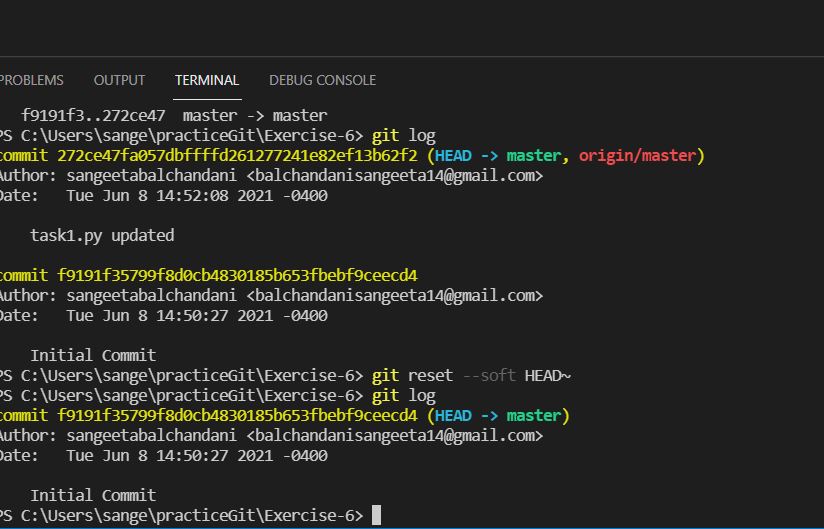 PROBLEMS OUTPUT TERMINAL DEBUG CONSOLE
f9191f3..272ce47 master -> master
PS C:\Users\sange\practiceGit\Exercise-6> git log
commit 272ce47fa057dbffffd261277241e82ef13b62f2 (HEAD -> master, origin/master)
Author: sangeetabalchandani <balchandanisangeeta14@gmail.com>
Date: Tue Jun 8 14:52:08 2021 -0400
task1.py updated
commit f9191f35799f8d0cb4830185b653fbebf9ceecd4
Author: sangeetabalchandani <balchandanisangeeta14@gmail.com>
Date: Tue Jun 8 14:50:27 2021 -0400
Initial Commit
PS C:\Users\sange\practiceGit\Exercise-6> git reset --soft HEAD~
PS C:\Users\sange\practiceGit\Exercise-6> git log
commit f9191f35799f8d0cb4830185b653fbebf9ceecd4 (HEAD -> master)
Author: sangeetabalchandani <balchandanisangeeta14@gmail.com>
Date: Tue Jun 8 14:50:27 2021 -0400
Initial Commit
PS C:\Users\sange\practiceGit\Exercise-6>